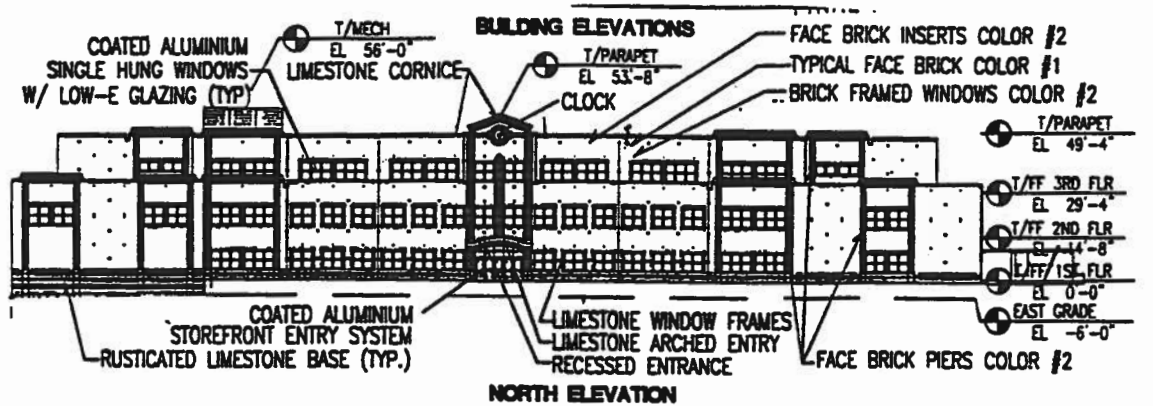 BUILDING ELEVATIONS
T/MECH
EL 56'-0"
COATED ALUMINIUM
SINGLE HUNG WINDOWS
W/ LOW-E GLAZING (TYP)
LIMESTONE CORNICE
T/PARAPET
EL 53'-8"
CLOCK
FACE BRICK INSERTS COLOR #2
TYPICAL FACE BRICK COLOR #1
BRICK FRAMED WINDOWS COLOR #2
T/PARAPET
EL 49'-4"
T/FF 3RD FLR
EL 29'-4"
T/FF 2ND FLR
EL 14'-8"
T/FF 1ST FLR
EL 0'-0"
EAST GRADE
EL -6'-0"
COATED ALUMINIUM
STOREFRONT ENTRY SYSTEM
RUSTICATED LIMESTONE BASE (TYP.)
LIMESTONE WINDOW FRAMES
LIMESTONE ARCHED ENTRY
RECESSED ENTRANCE
FACE BRICK PIERS COLOR #2
NORTH ELEVATION